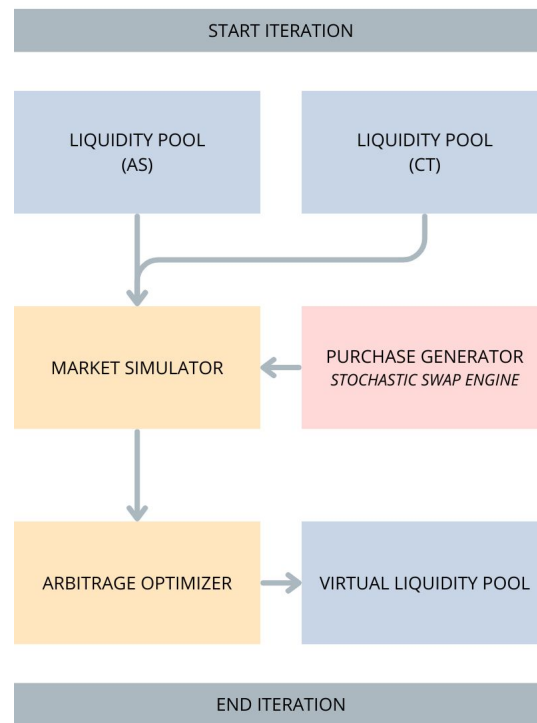 START ITERATION
LIQUIDITY POOL
(AS)
LIQUIDITY POOL
(CT)
MARKET SIMULATOR
PURCHASE GENERATOR
STOCHASTIC SWAP ENGINE
ARBITRAGE OPTIMIZER
VIRTUAL LIQUIDITY POOL
END ITERATION